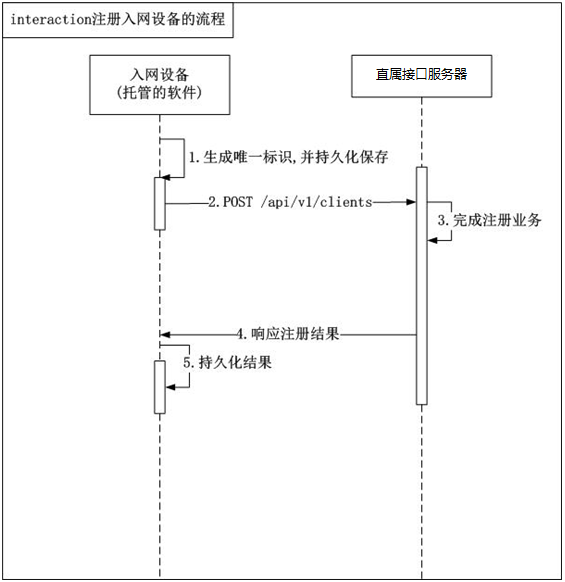 interaction注册入网设备的流程
入网设备
(托管的软件)
直属接口服务器
1.生成唯一标识,并持久化保存
2.POST /api/v1/clients
3.完成注册业务
4.响应注册结果
5.持久化结果